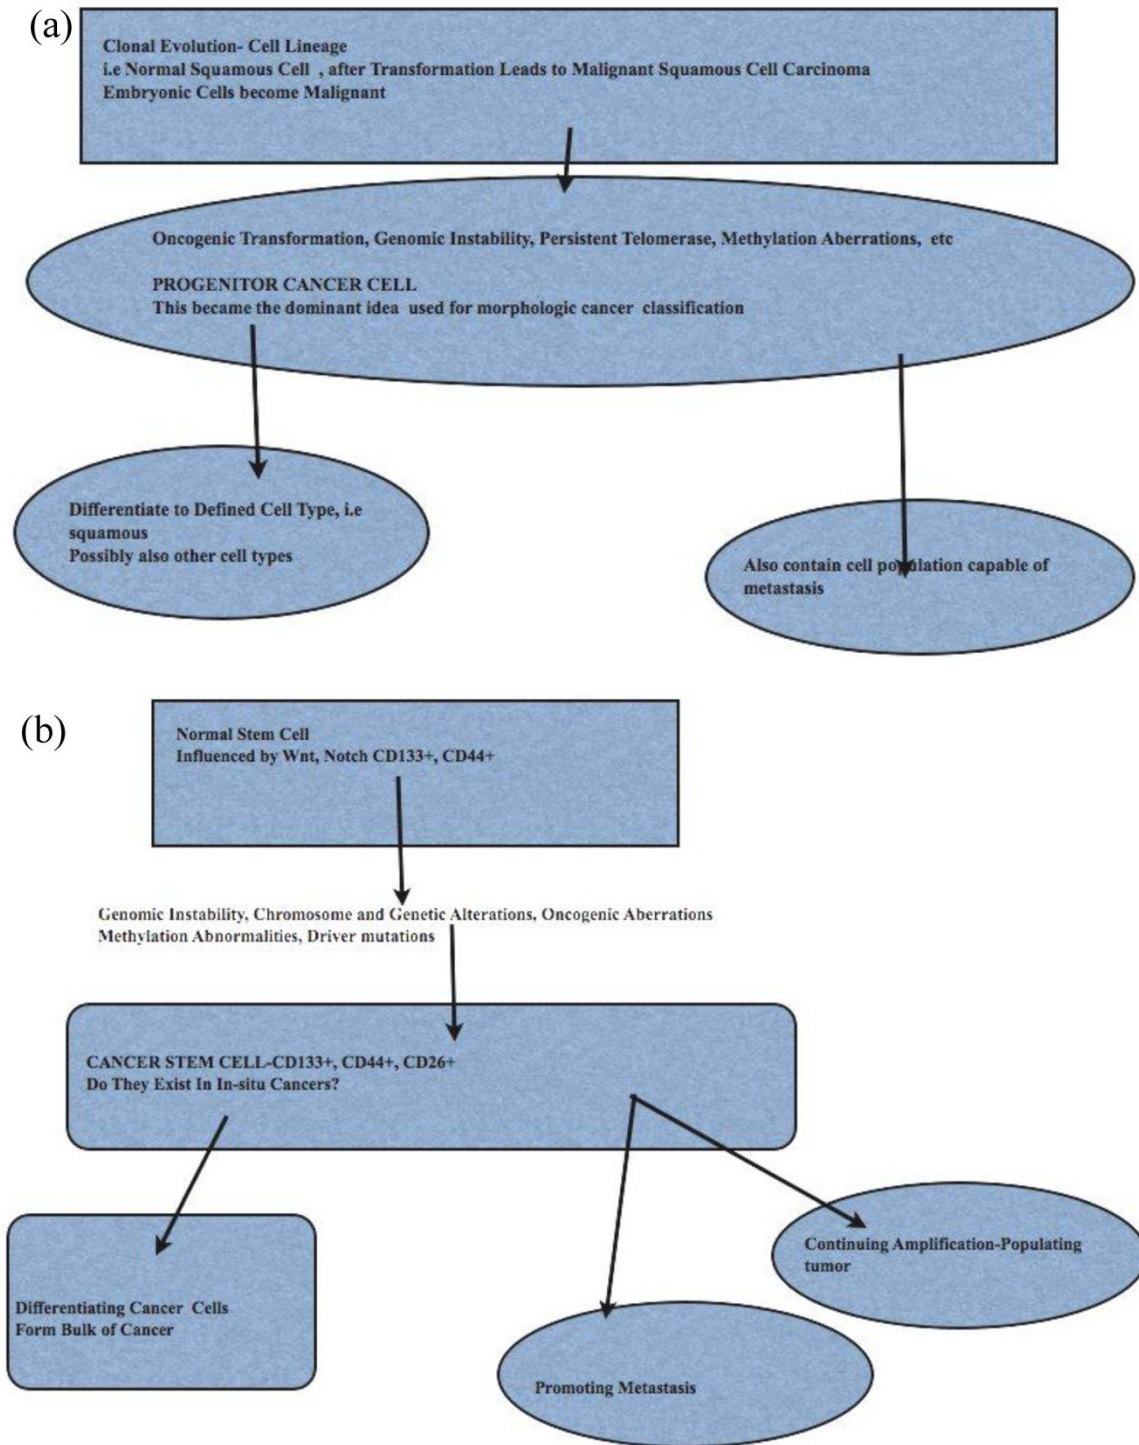 (a)
Clonal Evolution- Cell Lineage
i.e Normal Squamous Cell , after Transformation Leads to Malignant Squamous Cell Carcinoma
Embryonic Cells become Malignant
Oncogenic Transformation, Genomic Instability, Persistent Telomerase, Methylation Aberrations, etc
PROGENITOR CANCER CELL
This became the dominant idea used for morphologic cancer classification
Differentiate to Defined Cell Type, i.e
squamous
Possibly also other cell types
Also contain cell population capable of
metastasis
(b)
Normal Stem Cell
Influenced by Wnt, Notch CD133+, CD44+
Genomic Instability, Chromosome and Genetic Alterations, Oncogenic Aberrations
Methylation Abnormalities, Driver mutations
CANCER STEM CELL-CD133+, CD44+, CD26+
Do They Exist In In-situ Cancers?
Continuing Amplification-Populating
tumor
Differentiating Cancer Cells
Form Bulk of Cancer
Promoting Metastasis